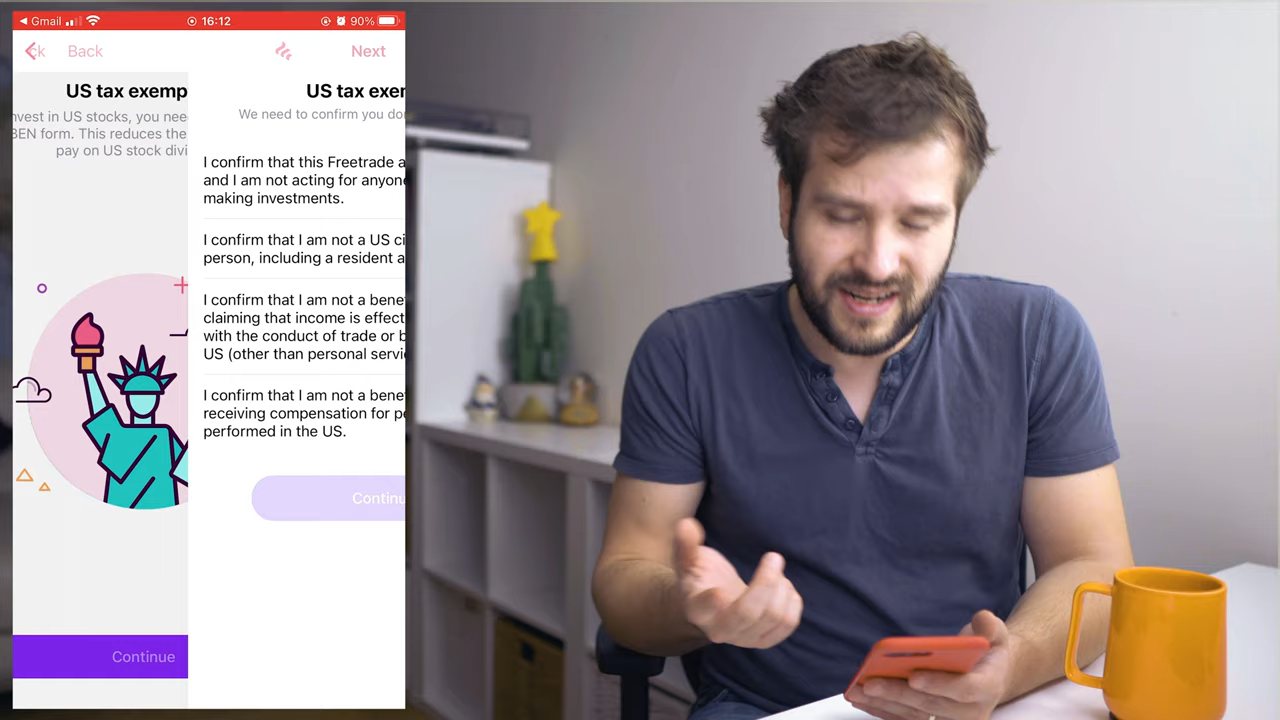 Gmail
16:12
90%
ck
Back
Next
US tax exemp
nvest in US stocks, you nee
BEN form. This reduces the
pay on US stock divi
Continue
US tax exer
We need to confirm you do
I confirm that this Freetrade a
and I am not acting for anyone
making investments.
I confirm that I am not a US ci
person, including a resident a
I confirm that I am not a bene
claiming that income is effect
with the conduct of trade or b
US (other than personal servi
I confirm that I am not a bene
receiving compensation for pe
performed in the US.
Continu